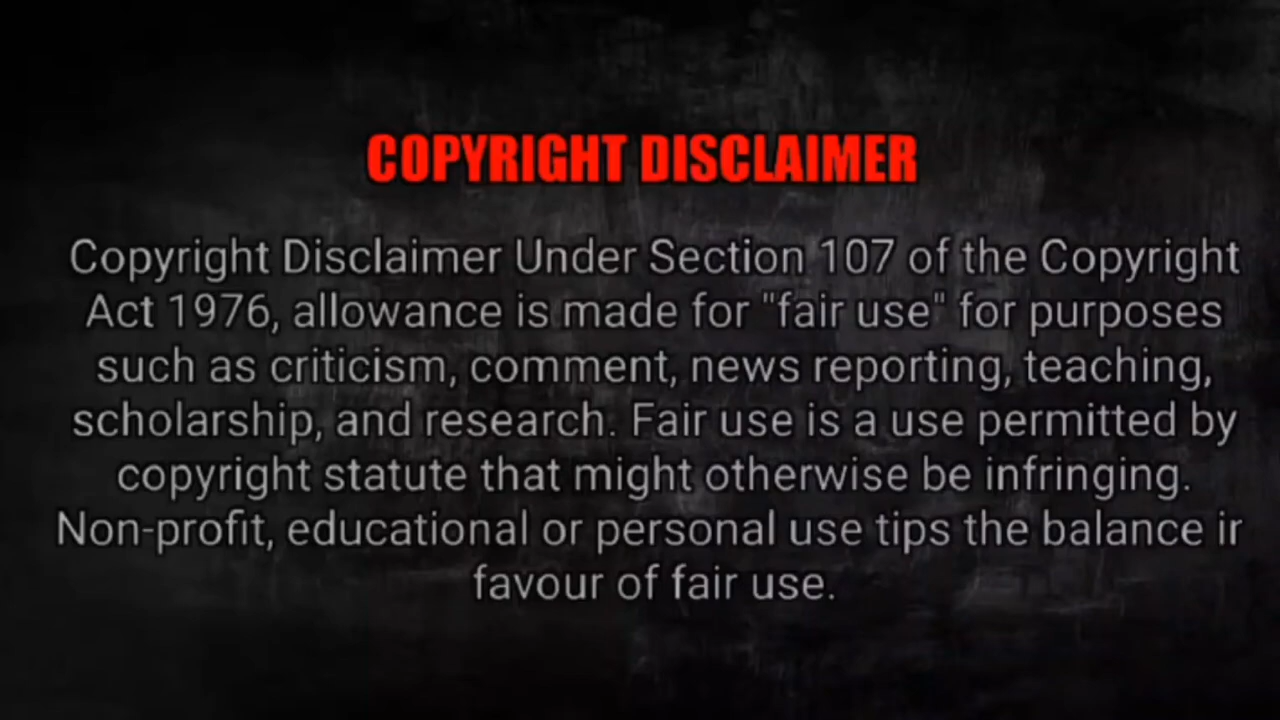 COPYRIGHT DISCLAIMER
Copyright Disclaimer Under Section 107 of the Copyright
Act 1976, allowance is made for "fair use" for purposes
such as criticism, comment, news reporting, teaching,
scholarship, and research. Fair use is a use permitted by
copyright statute that might otherwise be infringing.
Non-profit, educational or personal use tips the balance ir
favour of fair use.